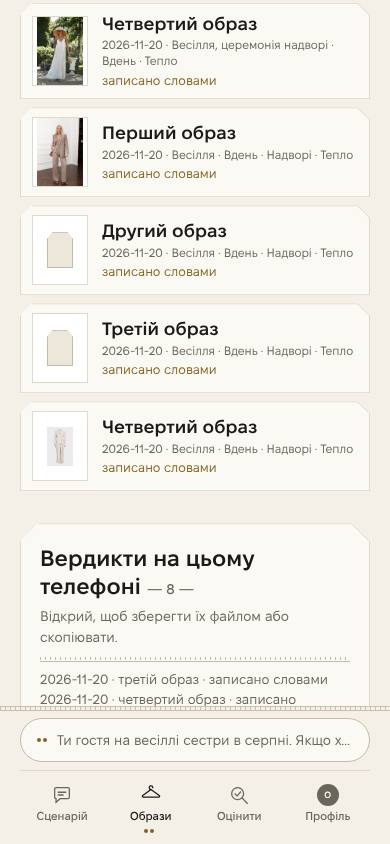 Четвертий образ
2026-11-20 · Весілля, церемонія надворі ·
Вдень · Тепло
записано словами
Перший образ
2026-11-20 · Весілля · Вдень · Надворі · Тепло
записано словами
Другий образ
2026-11-20 · Весілля · Вдень · Надворі · Тепло
записано словами
Третій образ
2026-11-20 · Весілля · Вдень · Надворі · Тепло
записано словами
Четвертий образ
2026-11-20 · Весілля · Вдень · Надворі · Тепло
записано словами
Вердикти на цьому
телефоні — 8 —
Відкрий, щоб зберегти їх файлом або
скопіювати.
2026-11-20 · третій образ · записано словами
2026-11-20 · четвертий образ · записано
Ти гостя на весіллі сестри в серпні. Якщо х...
Сценарій
Образи
Оцінити
О
Профіль